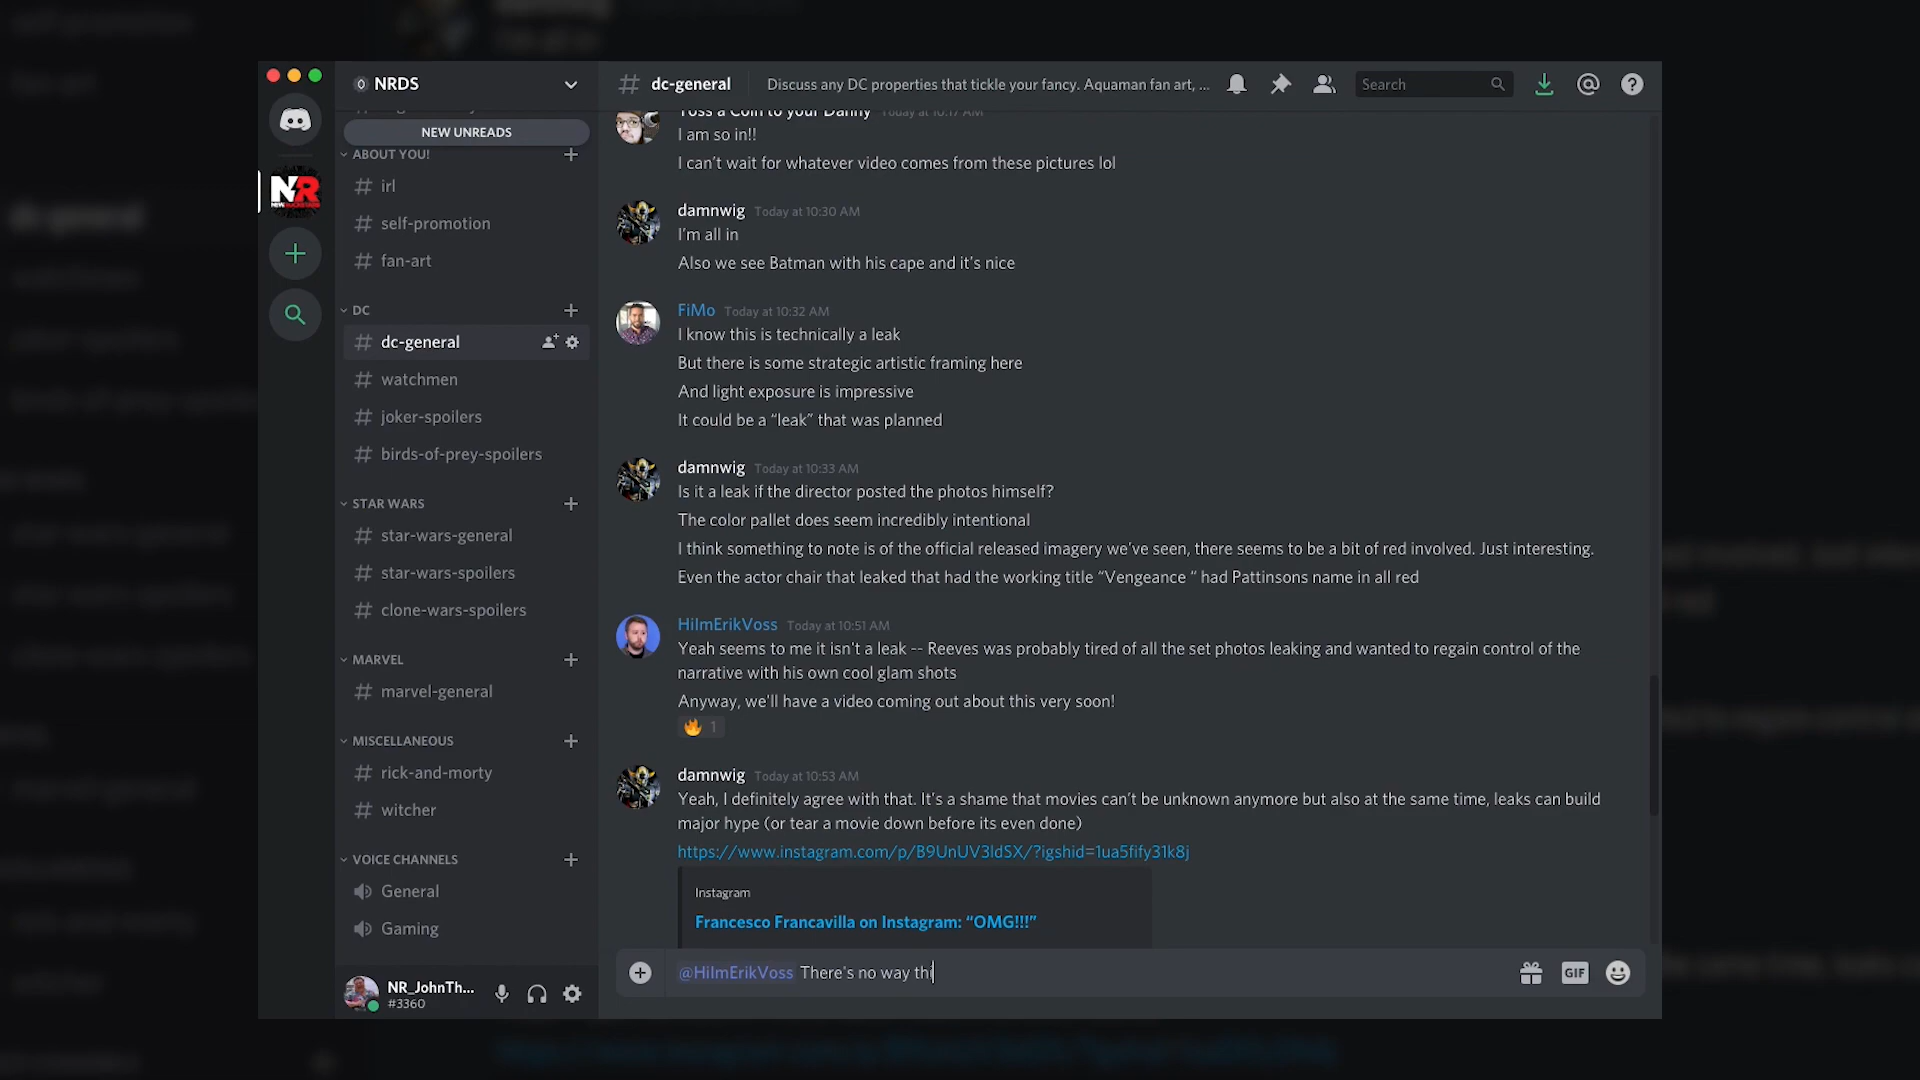 NRDS
NEW UNREADS
ABOUT YOU!
irl
self-promotion
fan-art
DC
dc-general
watchmen
joker-spoilers
birds-of-prey-spoilers
STAR WARS
star-wars-general
star-wars-spoilers
clone-wars-spoilers
MARVEL
marvel-general
MISCELLANEOUS
rick-and-morty
witcher
VOICE CHANNELS
General
Gaming
NR_JohnTh...
#3360
NR
# dc-general
Discuss any DC properties that tickle your fancy. Aquaman fan art, ...
Search
Toss a Coin to your Danny Today at 10:17 AM
I am so in!!
I can’t wait for whatever video comes from these pictures lol
damnwig Today at 10:30 AM
I’m all in
Also we see Batman with his cape and it’s nice
FiMo Today at 10:32 AM
I know this is technically a leak
But there is some strategic artistic framing here
And light exposure is impressive
It could be a “leak” that was planned
damnwig Today at 10:33 AM
Is it a leak if the director posted the photos himself?
The color pallet does seem incredibly intentional
I think something to note is of the official released imagery we’ve seen, there seems to be a bit of red involved. Just interesting.
Even the actor chair that leaked that had the working title “Vengeance “ had Pattinsons name in all red
HiImErikVoss Today at 10:51 AM
Yeah seems to me it isn't a leak -- Reeves was probably tired of all the set photos leaking and wanted to regain control of the
narrative with his own cool glam shots
Anyway, we'll have a video coming out about this very soon!
1
damnwig Today at 10:53 AM
Yeah, I definitely agree with that. It’s a shame that movies can’t be unknown anymore but also at the same time, leaks can build
major hype (or tear a movie down before its even done)
https://www.instagram.com/p/B9UnUV3ldSX/?igshid=1ua5fify31k8j
Instagram
Francesco Francavilla on Instagram: “OMG!!!”
@HiImErikVoss There's no way thi
GIF